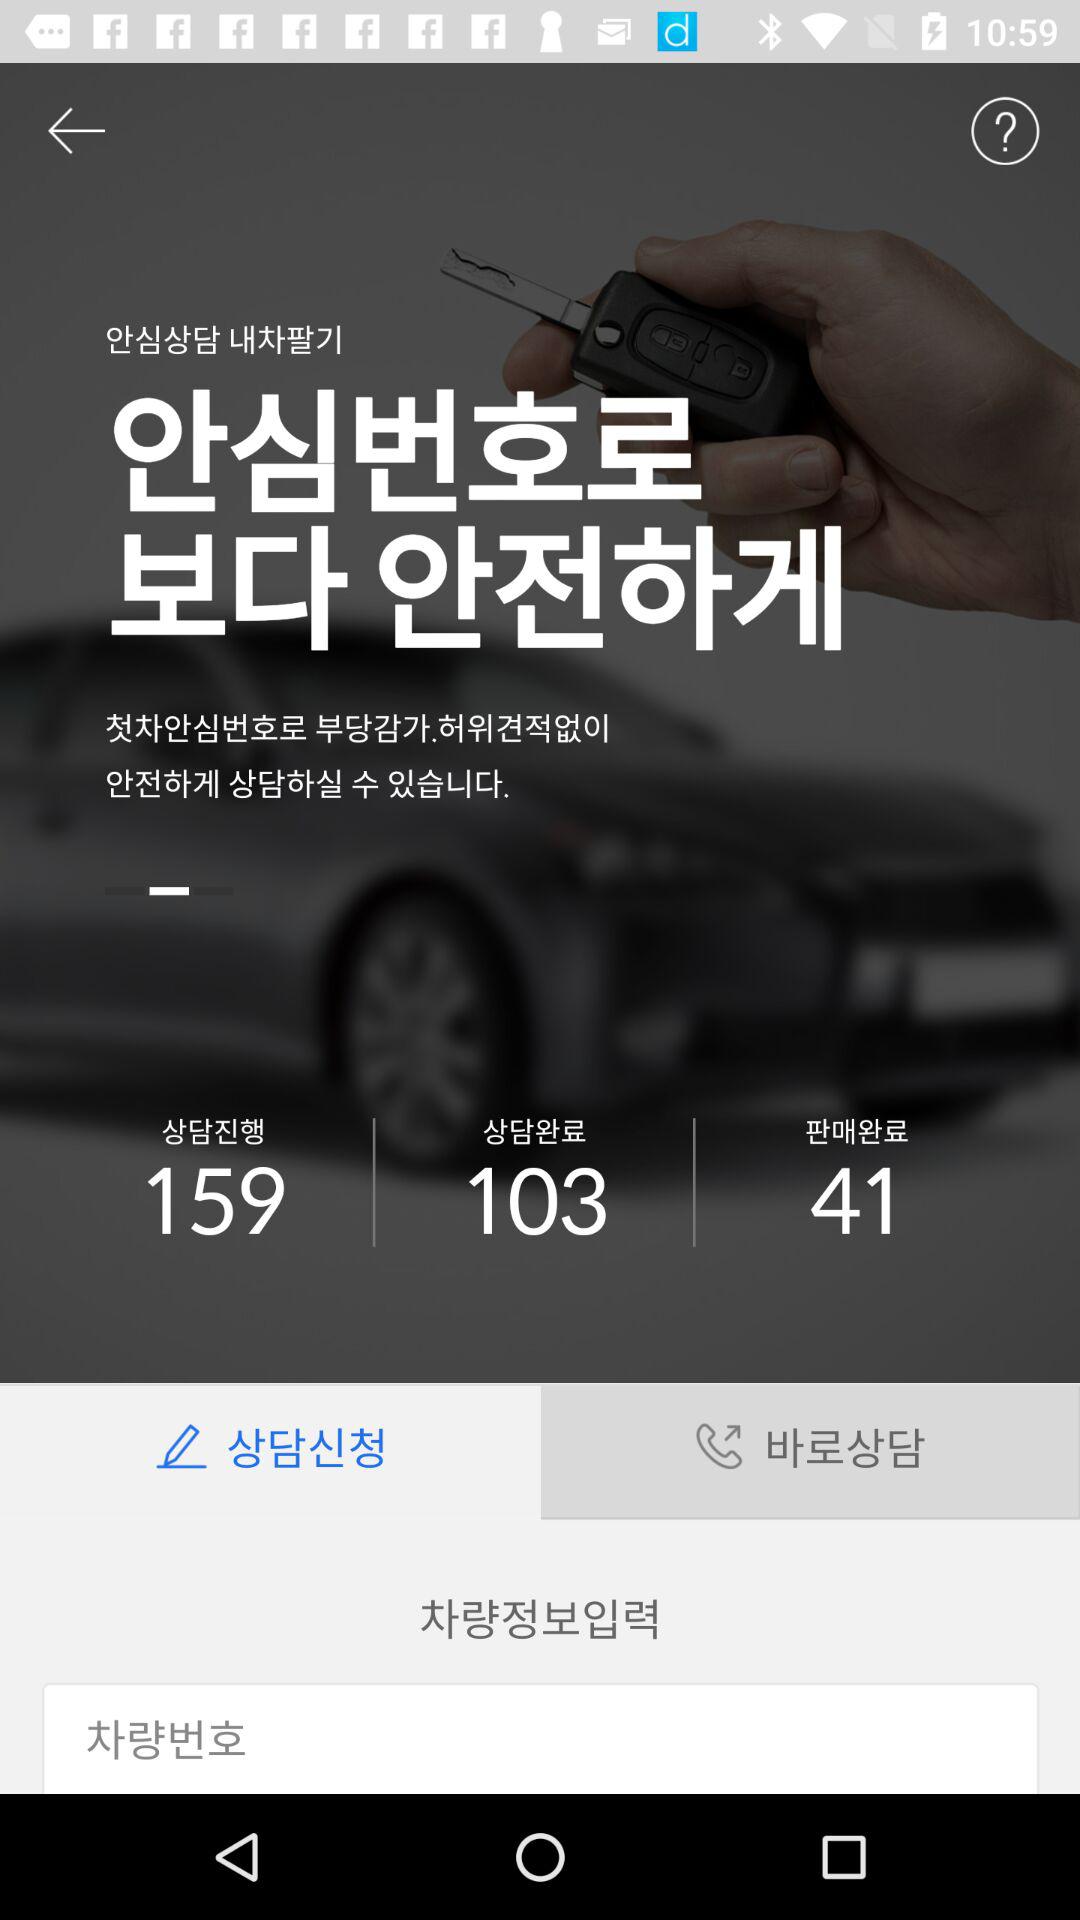 10:59
안심상담 내차팔기
안심번호로
보다 안전하게
첫차안심번호로 부당감가.허위견적없이
안전하게 상담하실 수 있습니다.
상담진행 상담완료 판매완료
159 103 41
상담신청 바로상담
차량정보입력
차량번호